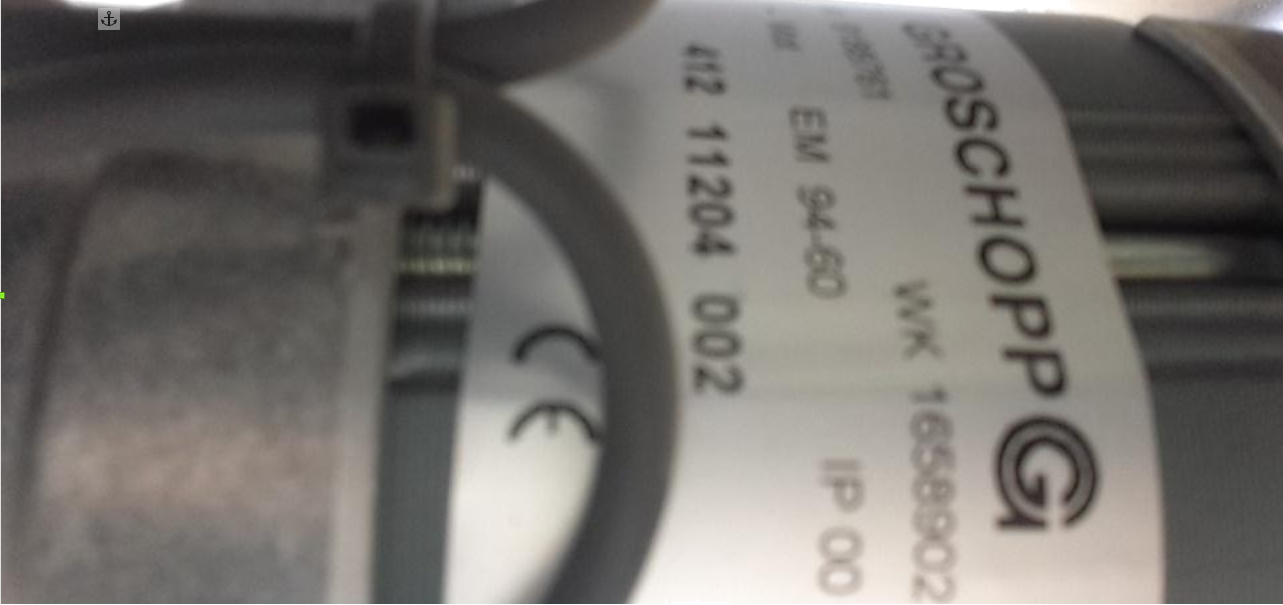 GROSCHOPP
WK 1658902
EM 94-60 IP 00
412 11204 002
CE